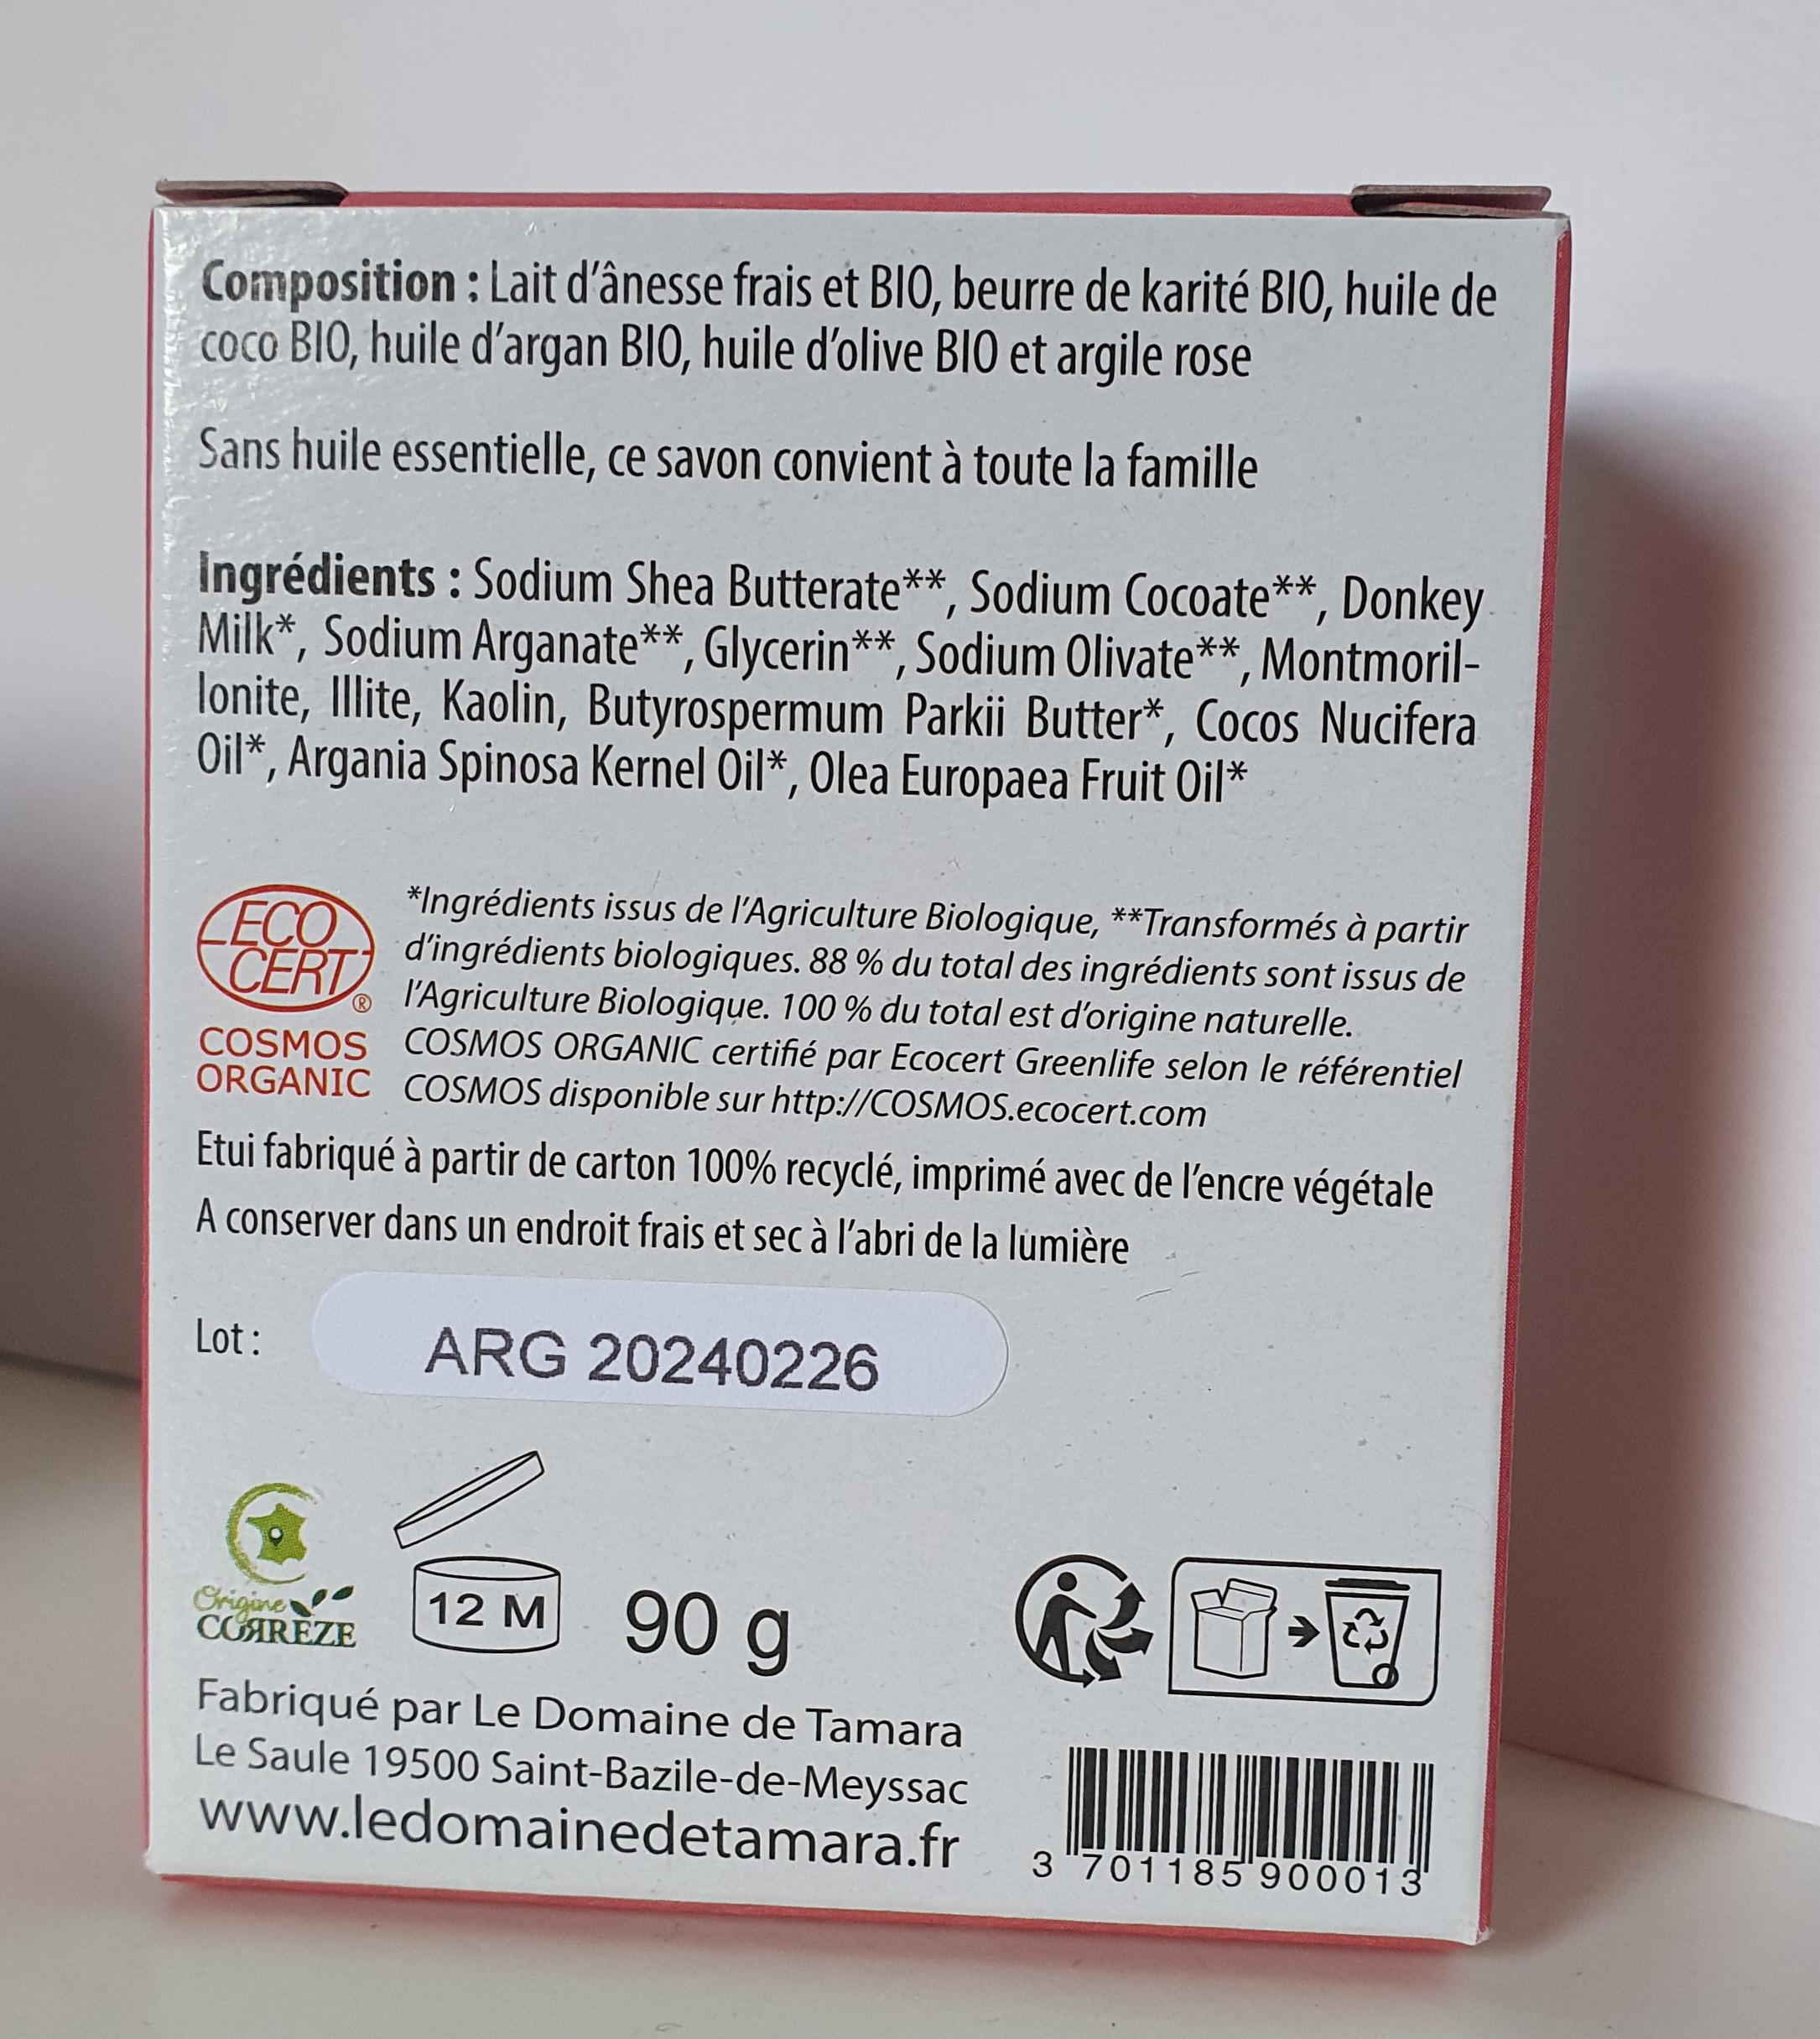 Composition : Lait d'ânesse frais et BIO, beurre de karité BIO, huile de
coco BIO, huile d'argan BIO, huile d'olive BIO et argile rose
Sans huile essentielle, ce savon convient à toute la famille
Ingrédients : Sodium Shea Butterate**, Sodium Cocoate**, Donkey
Milk*, Sodium Arganate**, Glycerin**, Sodium Olivate**, Montmoril-
lonite, Illite, Kaolin, Butyrospermum Parkii Butter*, Cocos Nucifera
Oil*, Argania Spinosa Kernel Oil*, Olea Europaea Fruit Oil*
ECO
CERT
®
COSMOS
ORGANIC
*Ingrédients issus de l'Agriculture Biologique, **Transformés à partir
d'ingrédients biologiques. 88 % du total des ingrédients sont issus de
l'Agriculture Biologique. 100 % du total est d'origine naturelle.
COSMOS ORGANIC certifié par Ecocert Greenlife selon le référentiel
COSMOS disponible sur http://COSMOS.ecocert.com
Etui fabriqué à partir de carton 100% recyclé, imprimé avec de l'encre végétale
A conserver dans un endroit frais et sec à l'abri de la lumière
Lot : ARG 20240226
Origine
CORRÈZE
12 M
90 g
Fabriqué par Le Domaine de Tamara
Le Saule 19500 Saint-Bazile-de-Meyssac
www.ledomainedetamara.fr
3 701185 900013